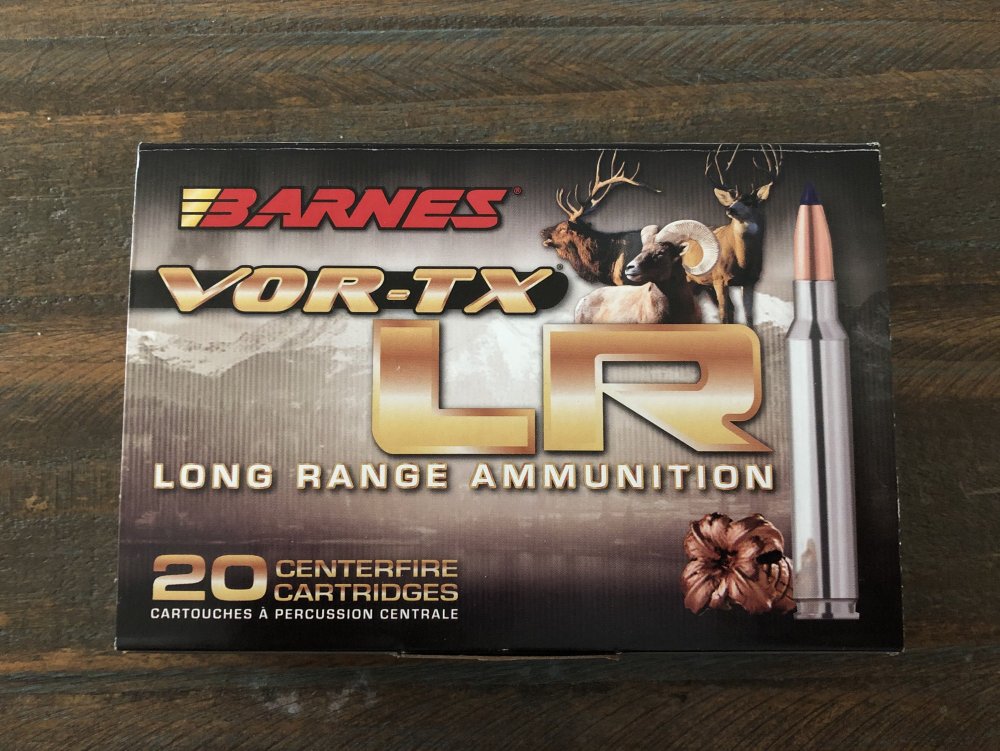 BARNES®
VOR-TX®
LR
LONG RANGE AMMUNITION
20 CENTERFIRE
CARTRIDGES
CARTOUCHES À PERCUSSION CENTRALE